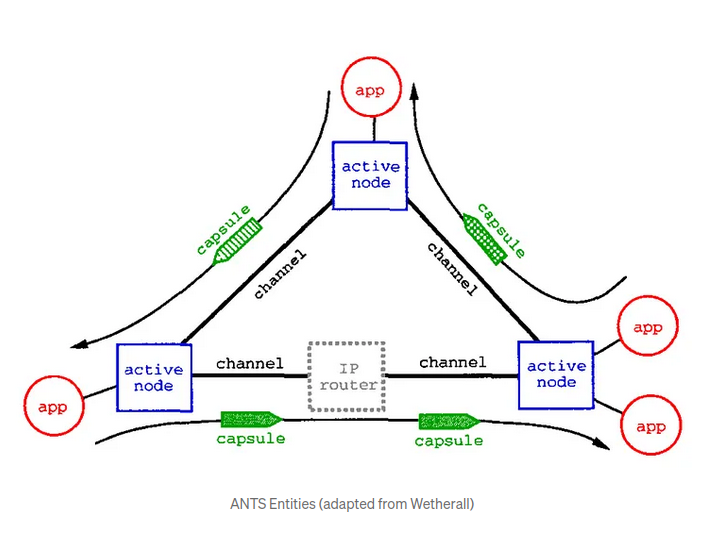 app
active
node
capsule
capsule
channel
channel
app
active
node
channel
IP
router
channel
active
node
app
app
capsule
capsule
ANTS Entities (adapted from Wetherall)